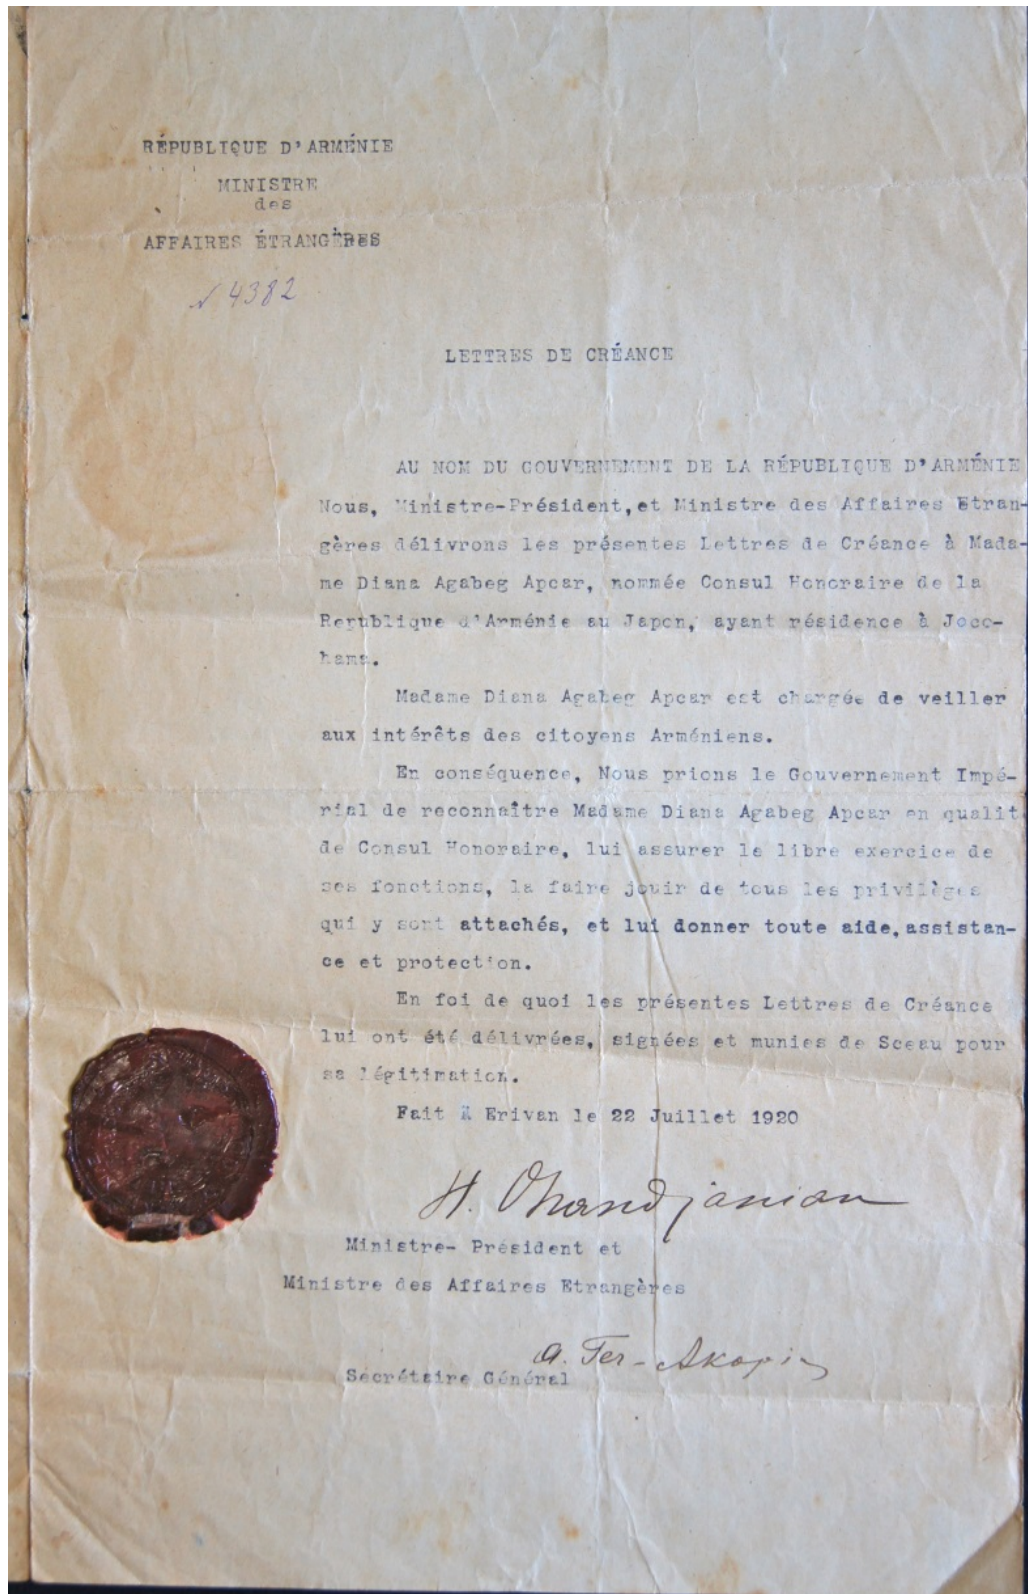 RÉPUBLIQUE D'ARMÉNIE
MINISTRE
des
AFFAIRES ÉTRANGÈRES
N 4382
LETTRES DE CRÉANCE
AU NOM DU GOUVERNEMENT DE LA RÉPUBLIQUE D'ARMÉNIE
Nous, Ministre-Président, et Ministre des Affaires Etran-
gères délivrons les présentes Lettres de Créance à Mada-
me Diana Agabeg Apcar, nommée Consul Honoraire de la
Republique d'Arménie au Japon, ayant résidence à Joco-
hama.
Madame Diana Agabeg Apcar est chargée de veiller
aux intérêts des citoyens Arméniens.
En conséquence, Nous prions le Gouvernement Impé-
rial de reconnaître Madame Diana Agabeg Apcar en qualit
de Consul Honoraire, lui assurer le libre exercice de
ses fonctions, la faire jouir de tous les privilèges
qui y sont attachés, et lui donner toute aide, assistan-
ce et protection.
En foi de quoi les présentes Lettres de Créance
lui ont été délivrées, signées et munies de Sceau pour
sa légitimation.
Fait à Erivan le 22 Juillet 1920
H. Ohandjanian
Ministre- Président et
Ministre des Affaires Etrangères
A. Ter-Akopian
Secrétaire Général